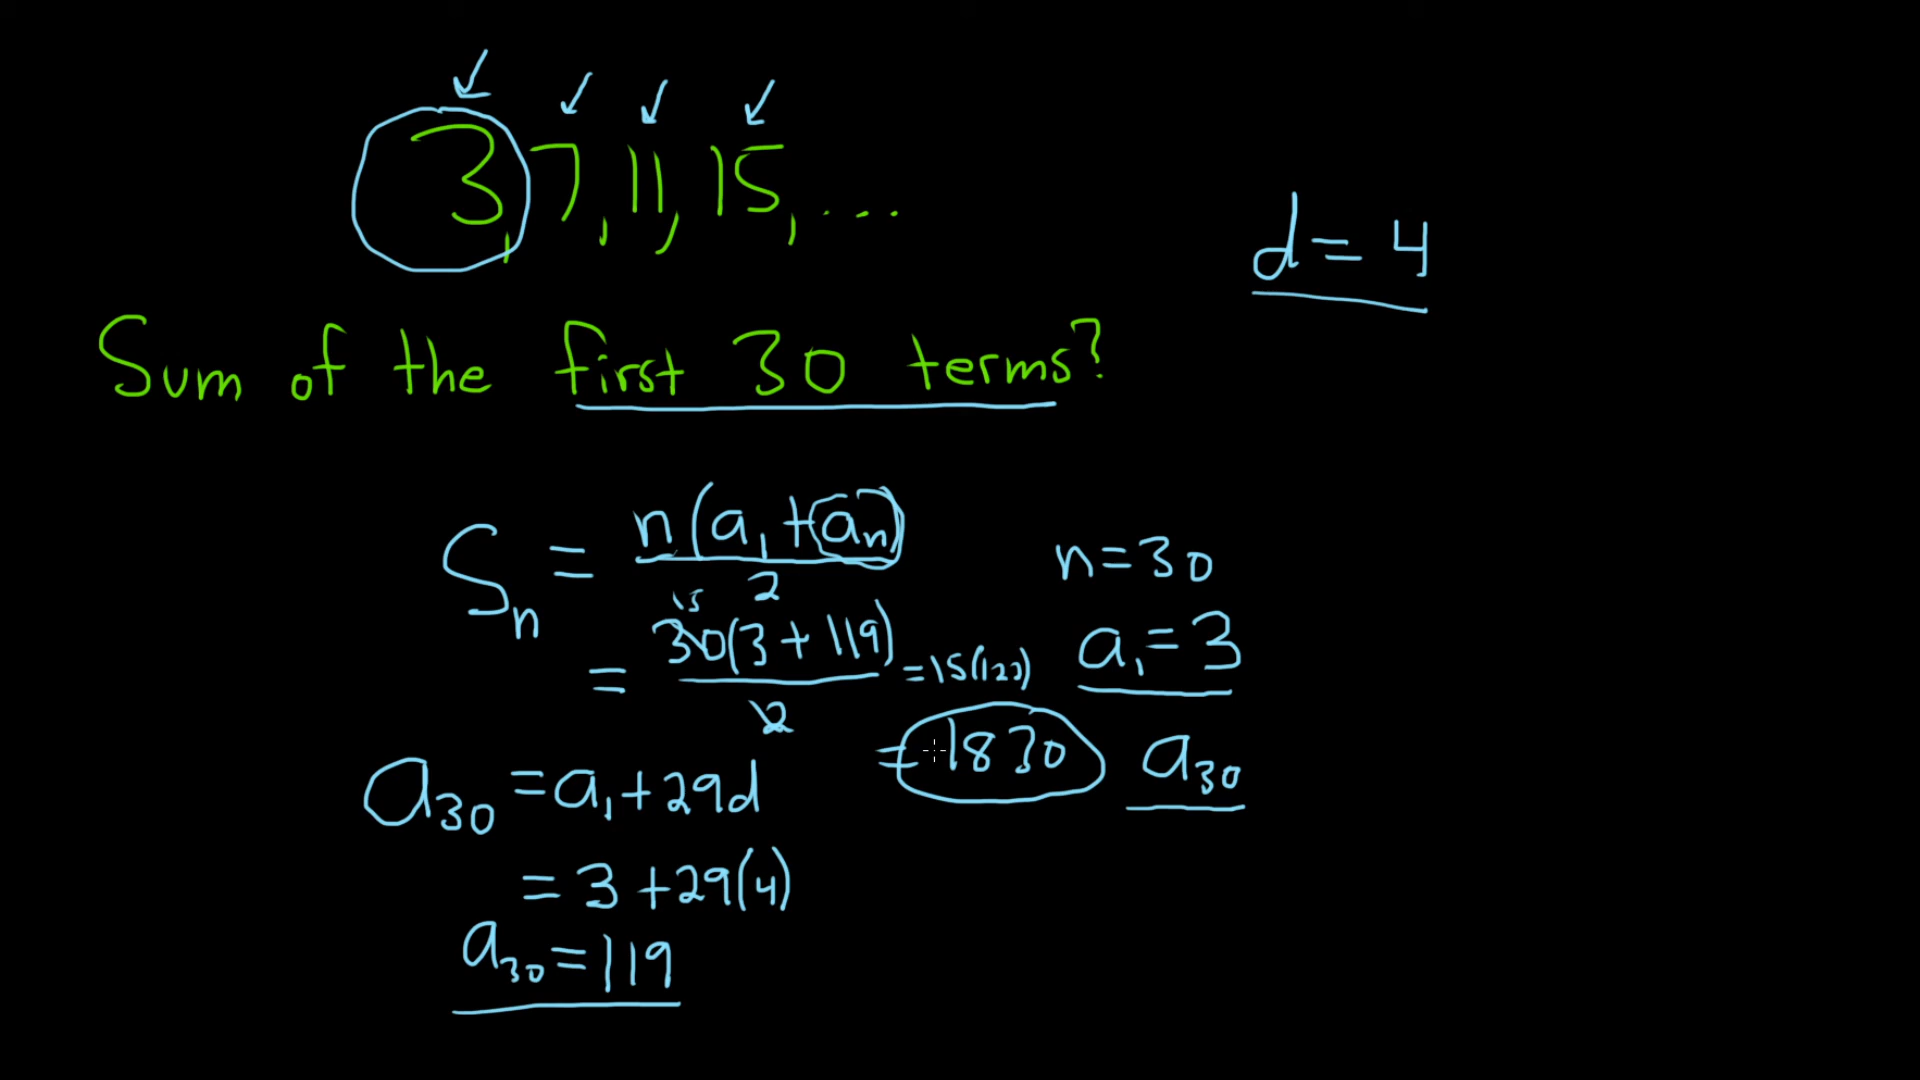 3, 7, 11, 15, ...
d = 4
Sum of the first 30 terms?
Sn = n(a1 + an)
2
n = 30
15
= 30(3 + 119)
2
= 15(122)
a1 = 3
= 1830
a30
a30 = a1 + 29d
= 3 + 29(4)
a30 = 119